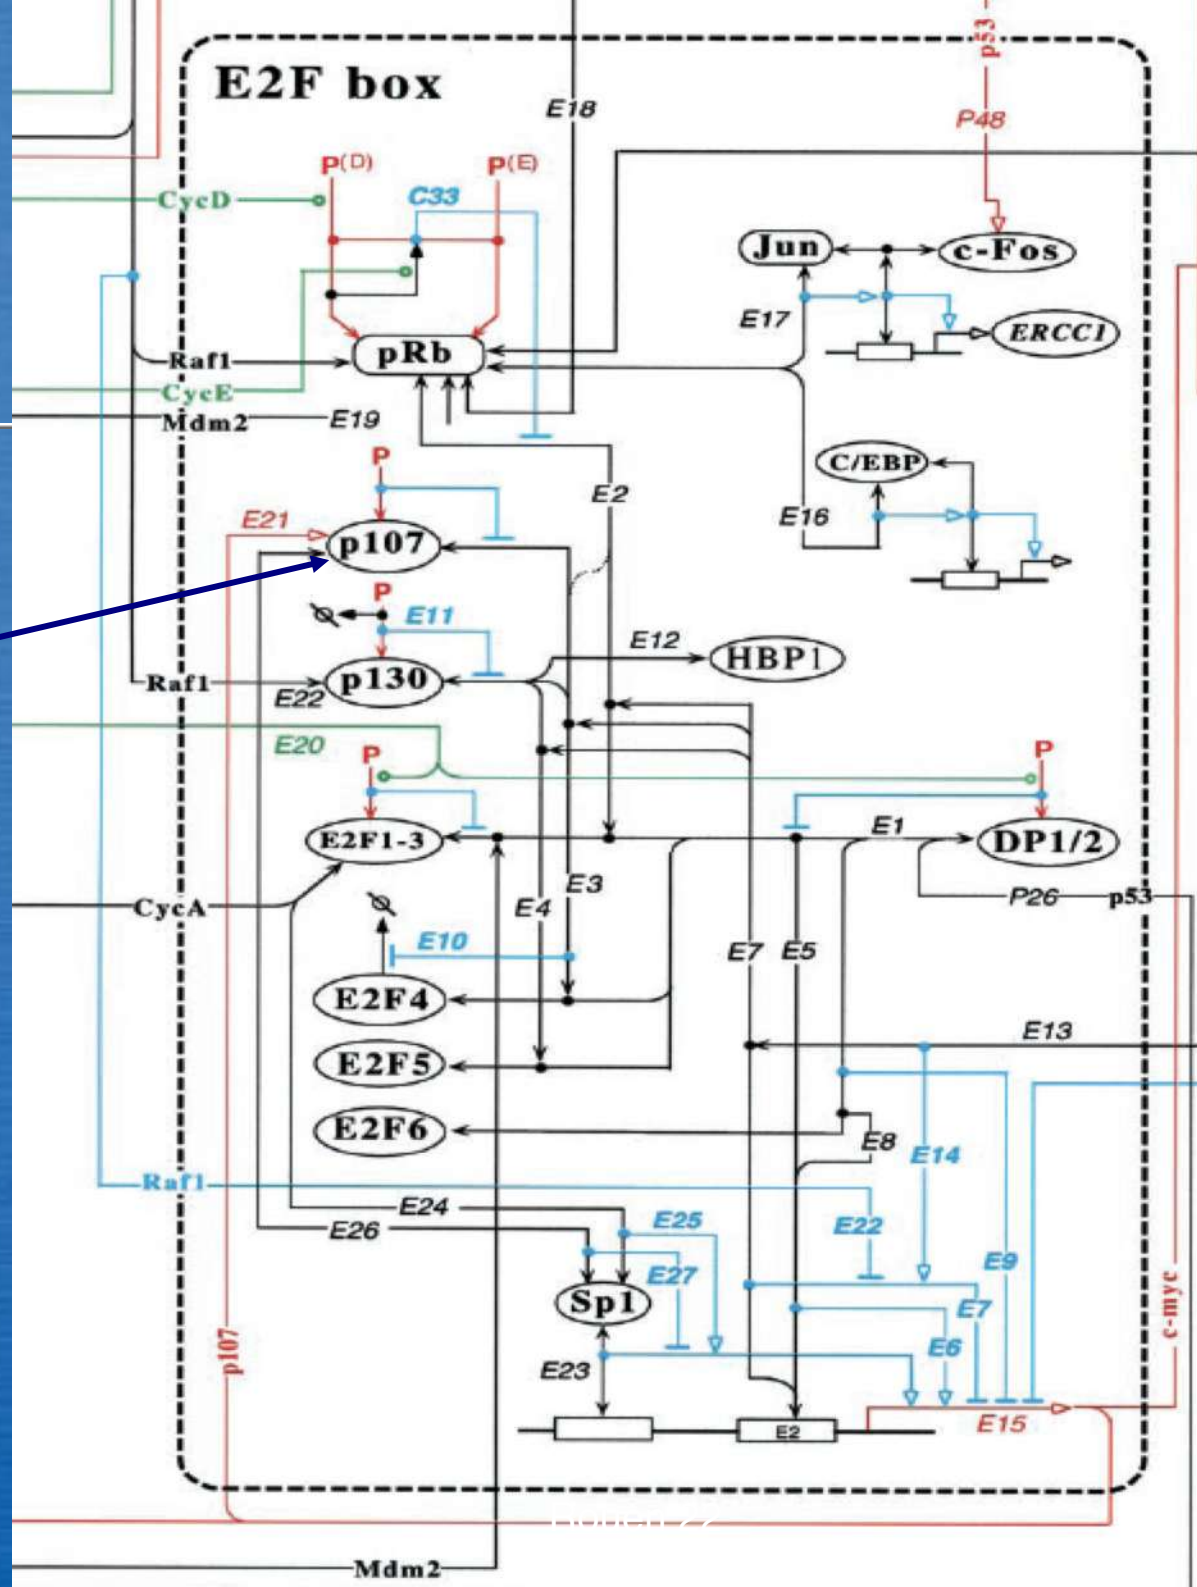 p53
E2F box
E18
P48
P(D)
P(E)
C33
CycD
Jun
c-Fos
E17
ERCC1
pRb
Raf1
CycE
Mdm2
E19
P
C/EBP
E2
E16
E21
p107
P
E11
E12
HBP1
p130
Raf1
E22
E20
P
P
E1
E2F1-3
DP1/2
E3
P26
p53
E4
CycA
E10
E7
E5
E2F4
E13
E2F5
E2F6
E8
E14
Raf1
E24
E25
E22
E26
E9
E27
Sp1
E7
c-myc
p107
E6
E23
E15
E2
Mdm2